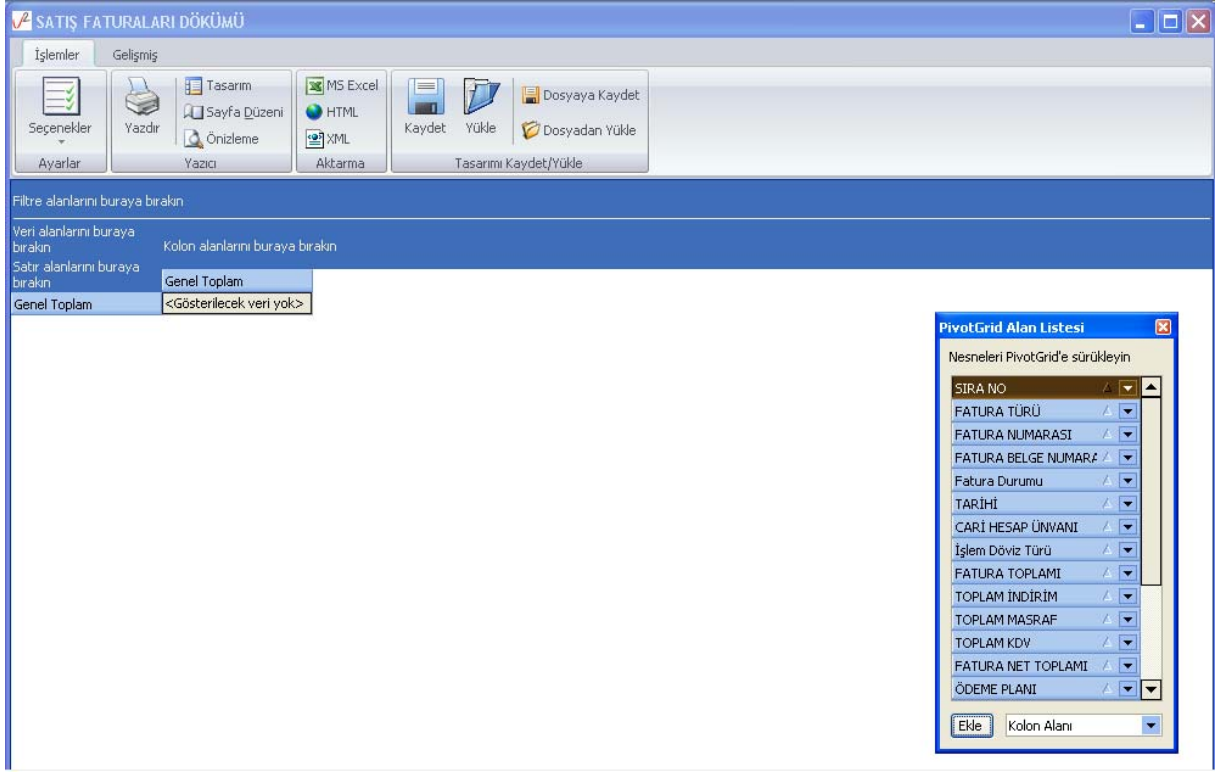 SATIŞ FATURALARI DÖKÜMÜ
İşlemler Gelişmiş
Seçenekler
Ayarlar
Yazdır
Tasarım
Sayfa Düzeni
Önizleme
Yazıcı
MS Excel
HTML
XML
Aktarma
Kaydet
Yükle
Dosyaya Kaydet
Dosyadan Yükle
Tasarımı Kaydet/Yükle
Filtre alanlarını buraya bırakın
Veri alanlarını buraya
bırakın
Kolon alanlarını buraya bırakın
Satır alanlarını buraya
bırakın
Genel Toplam
Genel Toplam
<Gösterilecek veri yok>
PivotGrid Alan Listesi
Nesneleri PivotGrid'e sürükleyin
SIRA NO
FATURA TÜRÜ
FATURA NUMARASI
FATURA BELGE NUMARA
Fatura Durumu
TARİHİ
CARİ HESAP ÜNVANI
İşlem Döviz Türü
FATURA TOPLAMI
TOPLAM İNDİRİM
TOPLAM MASRAF
TOPLAM KDV
FATURA NET TOPLAMI
ÖDEME PLANI
Ekle
Kolon Alanı